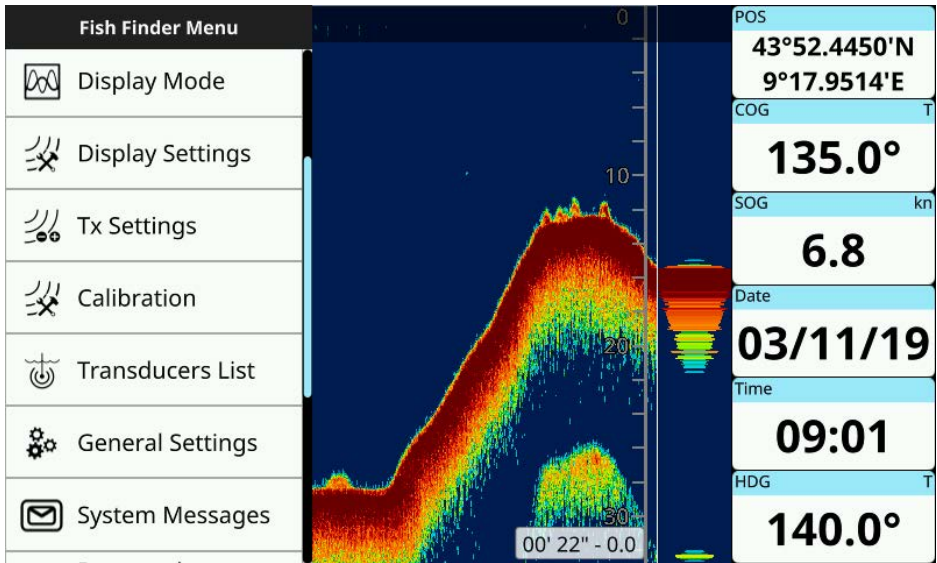 Fish Finder Menu
Display Mode
Display Settings
Tx Settings
Calibration
Transducers List
General Settings
System Messages
0
10
20
30
00' 22" - 0.0
POS
43°52.4450'N
9°17.9514'E
COG T
135.0°
SOG kn
6.8
Date
03/11/19
Time
09:01
HDG T
140.0°